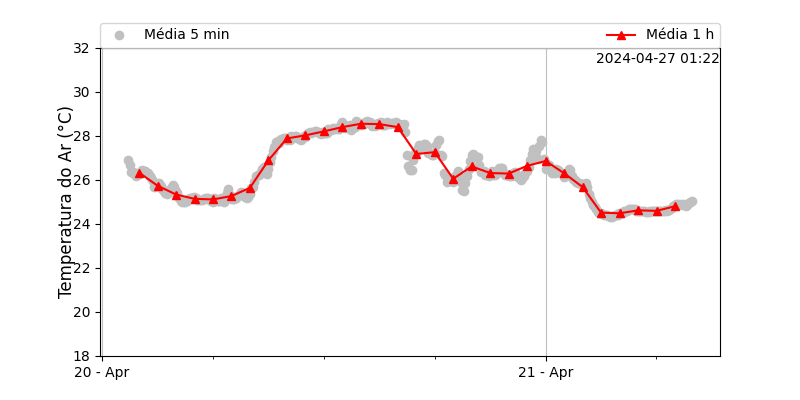 Média 5 min
Média 1 h
2024-04-27 01:22
Temperatura do Ar (°C)
32
30
28
26
24
22
20
18
20 - Apr
21 - Apr